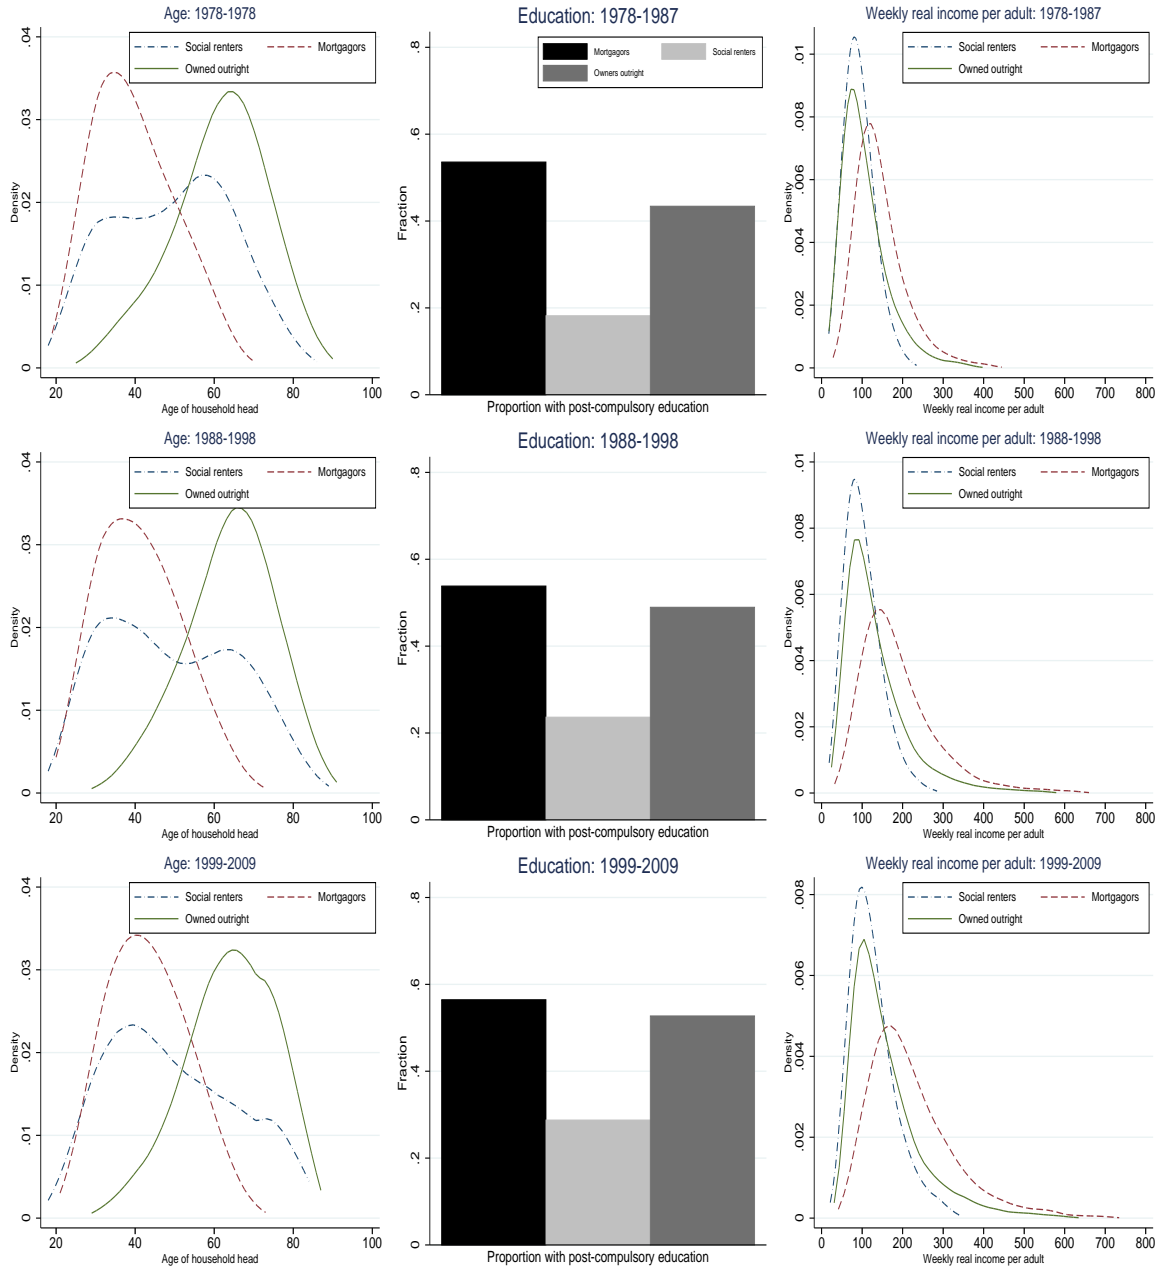 Age: 1978-1978
Social renters Mortgagors
Owned outright
Density
0 .01 .02 .03 .04
20 40 60 80 100
Age of household head
Education: 1978-1987
Mortgagors Social renters
Owners outright
Fraction
0 .2 .4 .6 .8
Proportion with post-compulsory education
Weekly real income per adult: 1978-1987
Social renters Mortgagors
Owned outright
Density
0 .002 .004 .006 .008 .01
0 100 200 300 400 500 600 700 800
Weekly real income per adult
Age: 1988-1998
Social renters Mortgagors
Owned outright
Density
0 .01 .02 .03 .04
20 40 60 80 100
Age of household head
Education: 1988-1998
Fraction
0 .2 .4 .6 .8
Proportion with post-compulsory education
Weekly real income per adult: 1988-1998
Social renters Mortgagors
Owned outright
Density
0 .002 .004 .006 .008 .01
0 100 200 300 400 500 600 700 800
Weekly real income per adult
Age: 1999-2009
Social renters Mortgagors
Owned outright
Density
0 .01 .02 .03 .04
20 40 60 80 100
Age of household head
Education: 1999-2009
Fraction
0 .2 .4 .6 .8
Proportion with post-compulsory education
Weekly real income per adult: 1999-2009
Social renters Mortgagors
Owned outright
Density
0 .002 .004 .006 .008
0 100 200 300 400 500 600 700 800
Weekly real income per adult